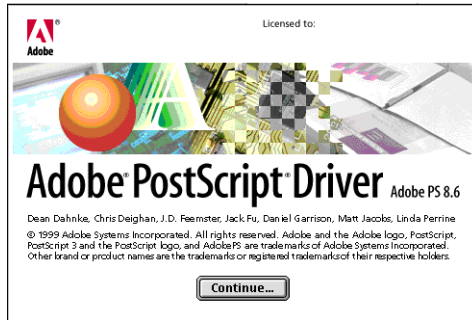 Adobe
Licensed to:
Adobe® PostScript® Driver Adobe PS 8.6
Dean Dahnke, Chris Deighan, J.D. Feemster, Jack Fu, Daniel Garrison, Matt Jacobs, Linda Perrine
© 1999 Adobe Systems Incorporated. All rights reserved. Adobe and the Adobe logo, PostScript,
PostScript 3 and the PostScript logo, and AdobePS are trademarks of Adobe Systems Incorporated.
Other brand or product names are the trademarks or registered trademarks of their respective holders.
Continue...